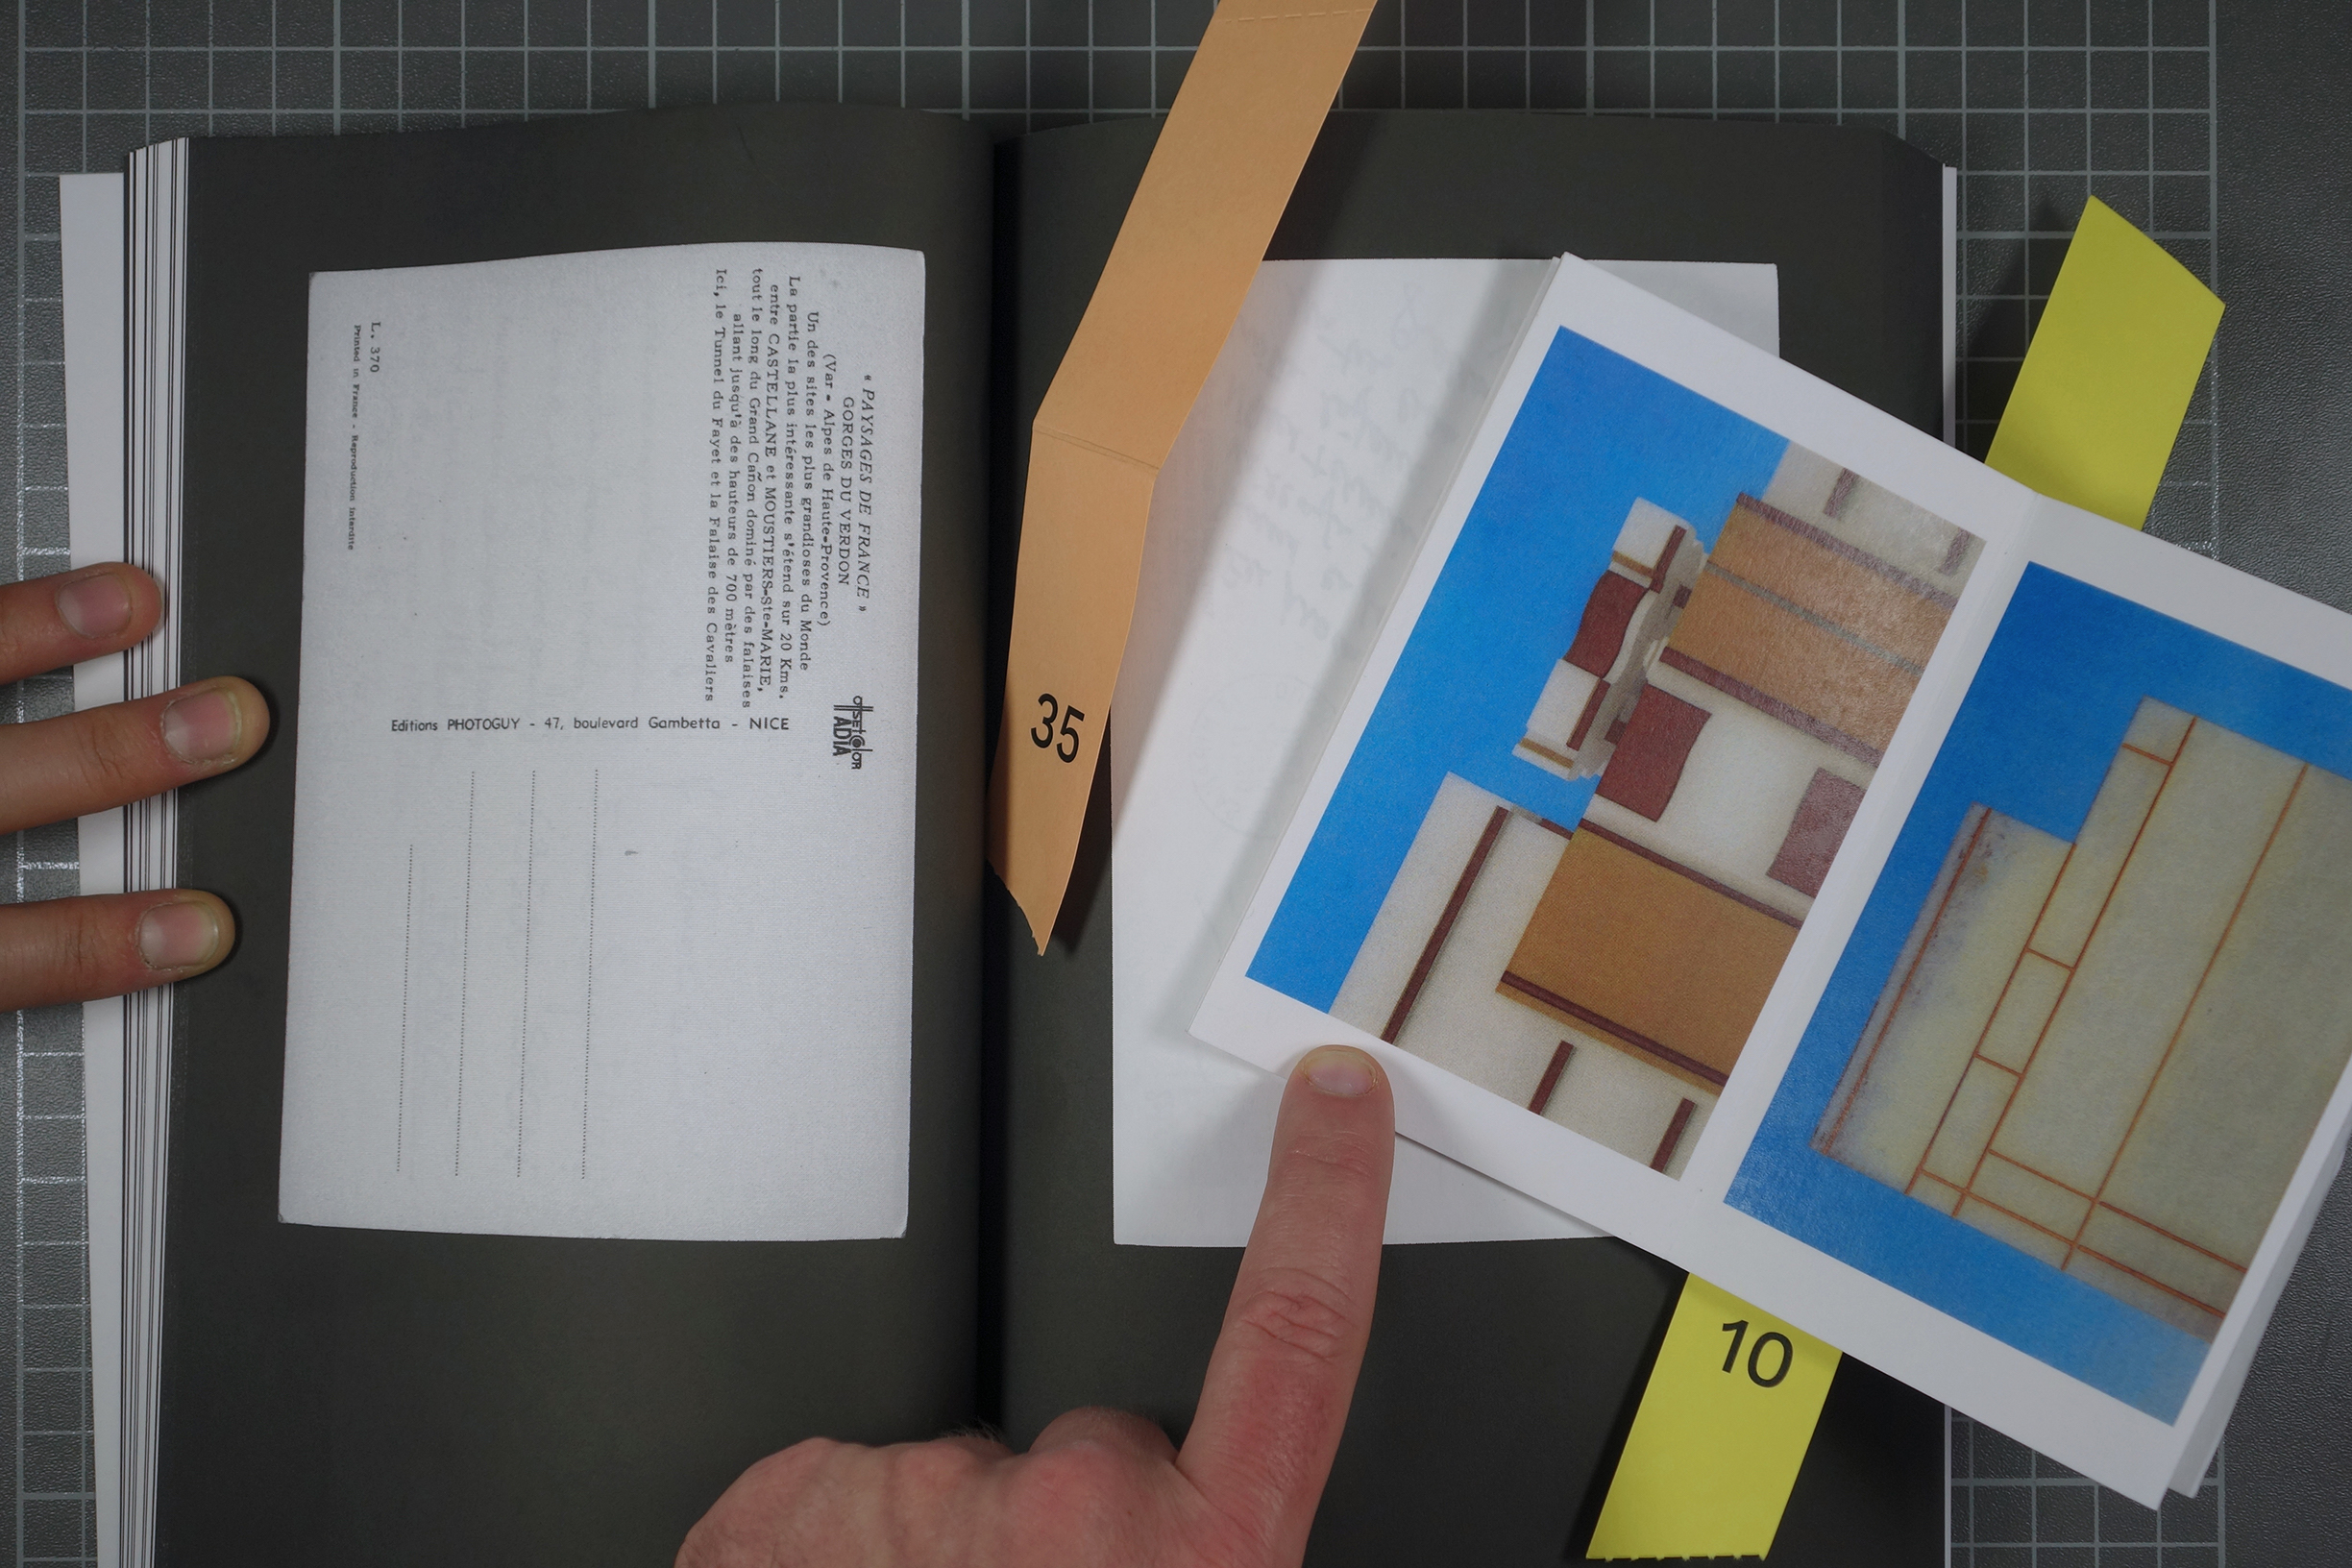 « PAYSAGES DE FRANCE »
GORGES DU VERDON
(Var - Alpes de Haute-Provence)
Un des sites les plus grandioses du Monde
La partie la plus intéressante s'étend sur 20 Kms.
entre CASTELLANE et MOUSTIERS-Ste-MARIE,
tout le long du Grand Cañon dominé par des falaises
allant jusqu'à des hauteurs de 700 mètres
Ici, le Tunnel du Fayet et la Falaise des Cavaliers
L. 370
Printed in France - Reproduction Interdite
Editions PHOTOGUY - 47, boulevard Gambetta - NICE
35
10